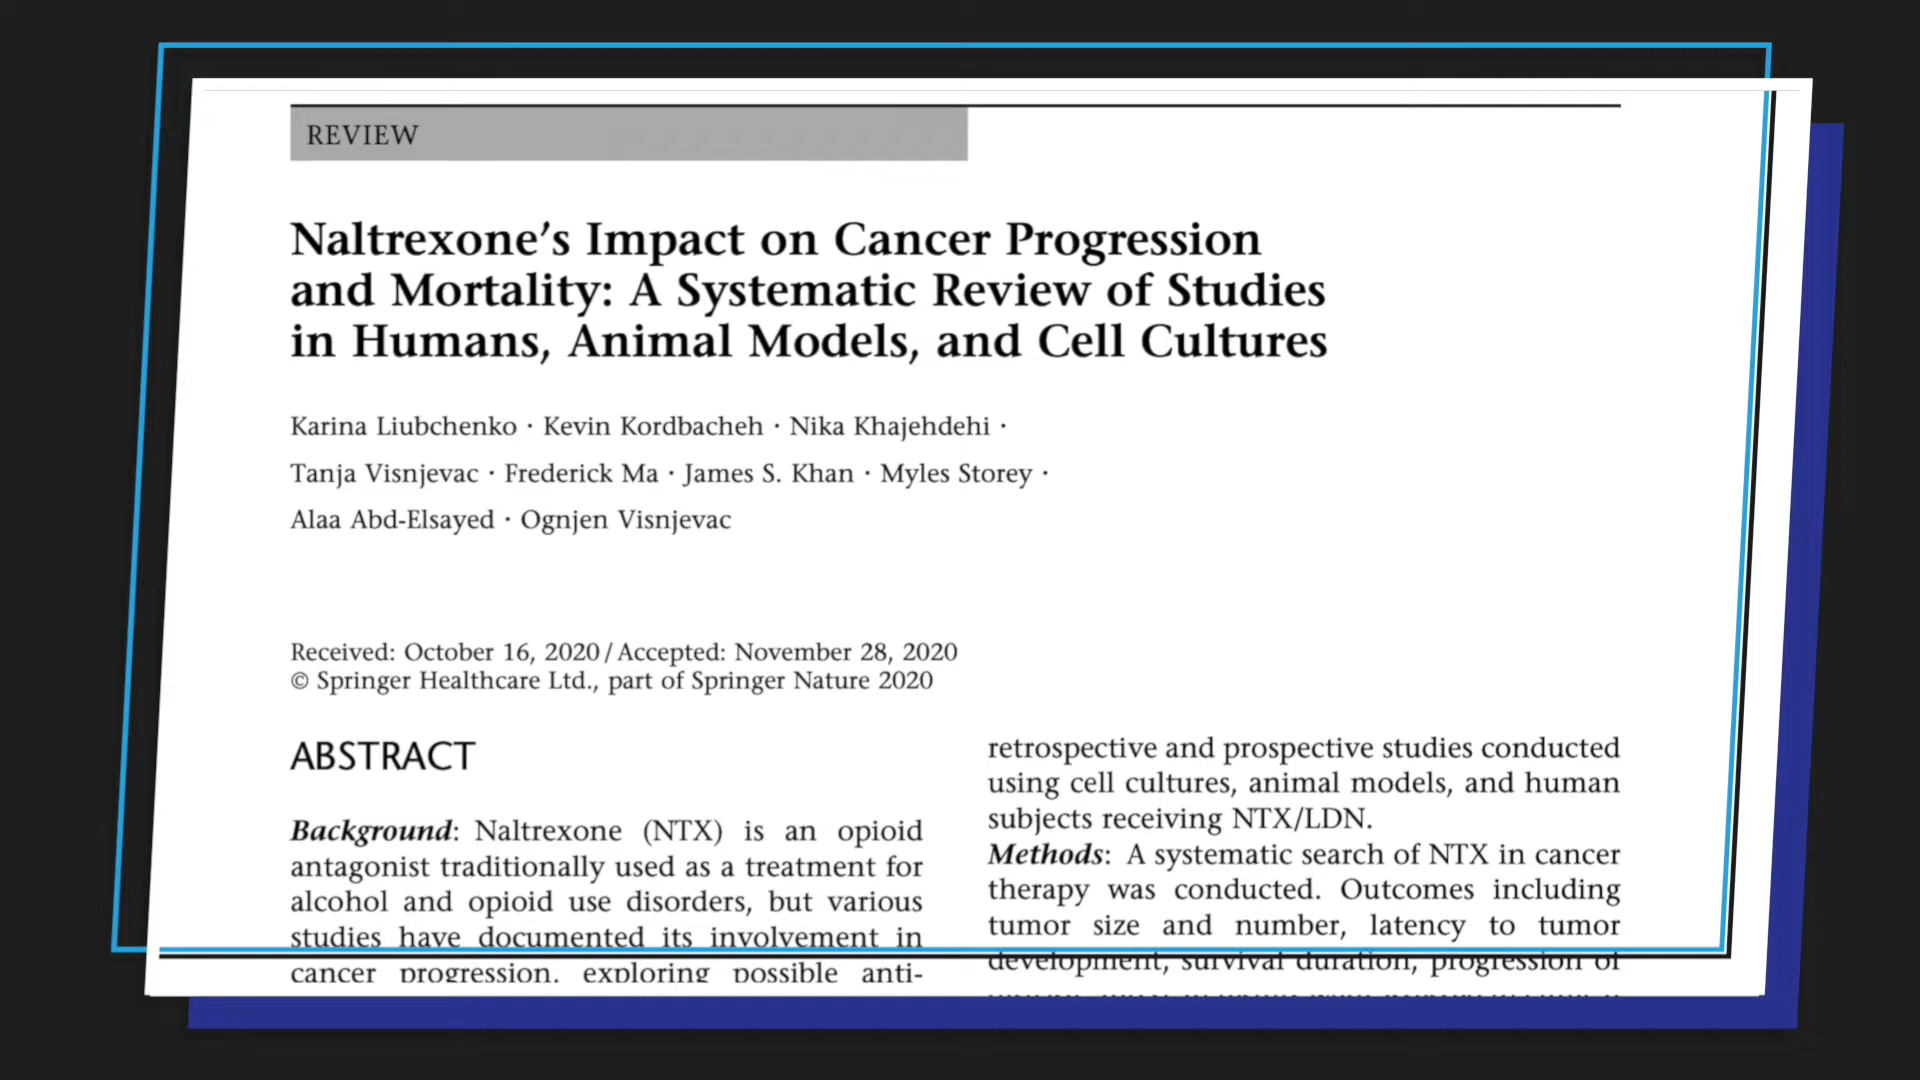 REVIEW
Naltrexone’s Impact on Cancer Progression
and Mortality: A Systematic Review of Studies
in Humans, Animal Models, and Cell Cultures
Karina Liubchenko · Kevin Kordbacheh · Nika Khajehdehi ·
Tanja Visnjevac · Frederick Ma · James S. Khan · Myles Storey ·
Alaa Abd-Elsayed · Ognjen Visnjevac
Received: October 16, 2020 / Accepted: November 28, 2020
© Springer Healthcare Ltd., part of Springer Nature 2020
ABSTRACT
Background: Naltrexone (NTX) is an opioid
antagonist traditionally used as a treatment for
alcohol and opioid use disorders, but various
studies have documented its involvement in
cancer progression, exploring possible anti-
retrospective and prospective studies conducted
using cell cultures, animal models, and human
subjects receiving NTX/LDN.
Methods: A systematic search of NTX in cancer
therapy was conducted. Outcomes including
tumor size and number, latency to tumor
development, survival duration, progression of